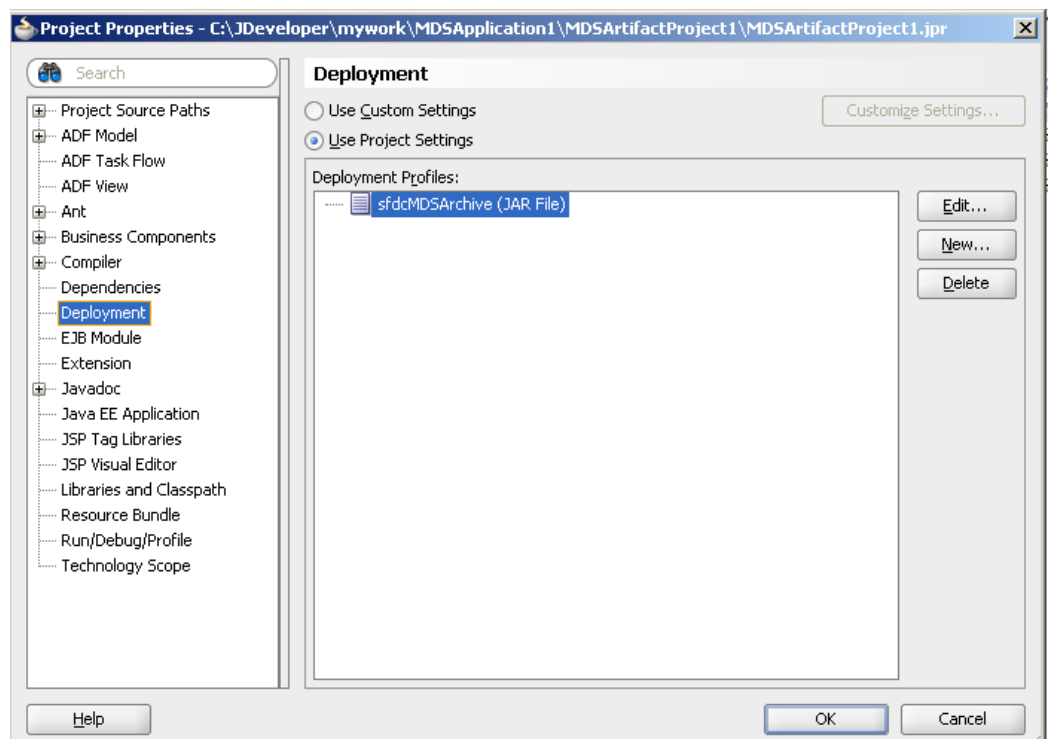 Project Properties - C:\JDeveloper\mywork\MDSApplication1\MDSArtifactProject1\MDSArtifactProject1.jpr
Search
Project Source Paths
ADF Model
ADF Task Flow
ADF View
Ant
Business Components
Compiler
Dependencies
Deployment
EJB Module
Extension
Javadoc
Java EE Application
JSP Tag Libraries
JSP Visual Editor
Libraries and Classpath
Resource Bundle
Run/Debug/Profile
Technology Scope
Deployment
Use Custom Settings
Customize Settings...
Use Project Settings
Deployment Profiles:
sfdcMDSArchive (JAR File)
Edit...
New...
Delete
Help
OK
Cancel